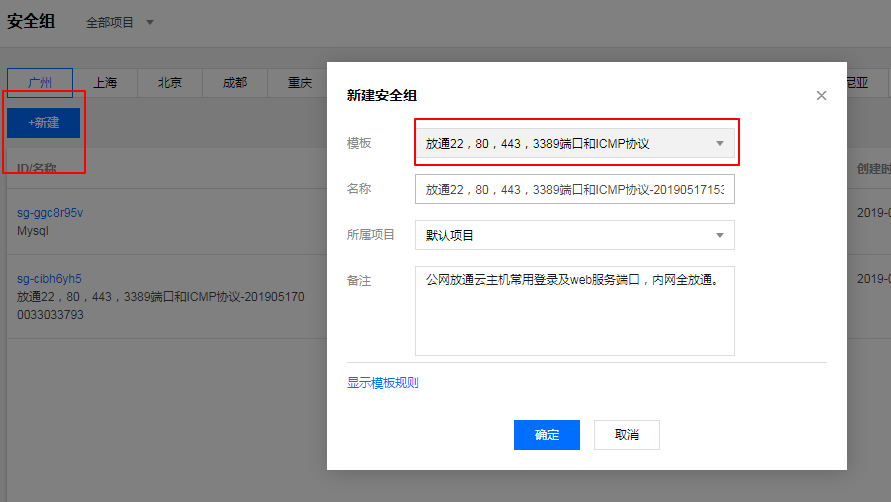 安全组 全部项目
广州 上海 北京 成都 重庆 尼亚
+新建
ID/名称 创建时
sg-ggc8r95v 2019-0
Mysql
sg-cibh6yh5 2019-0
放通22，80，443，3389端口和ICMP协议-201905170
0033033793
新建安全组
模板 放通22，80，443，3389端口和ICMP协议
名称 放通22，80，443，3389端口和ICMP协议-20190517153
所属项目 默认项目
备注 公网放通云主机常用登录及web服务端口，内网全放通。
显示模板规则
确定 取消